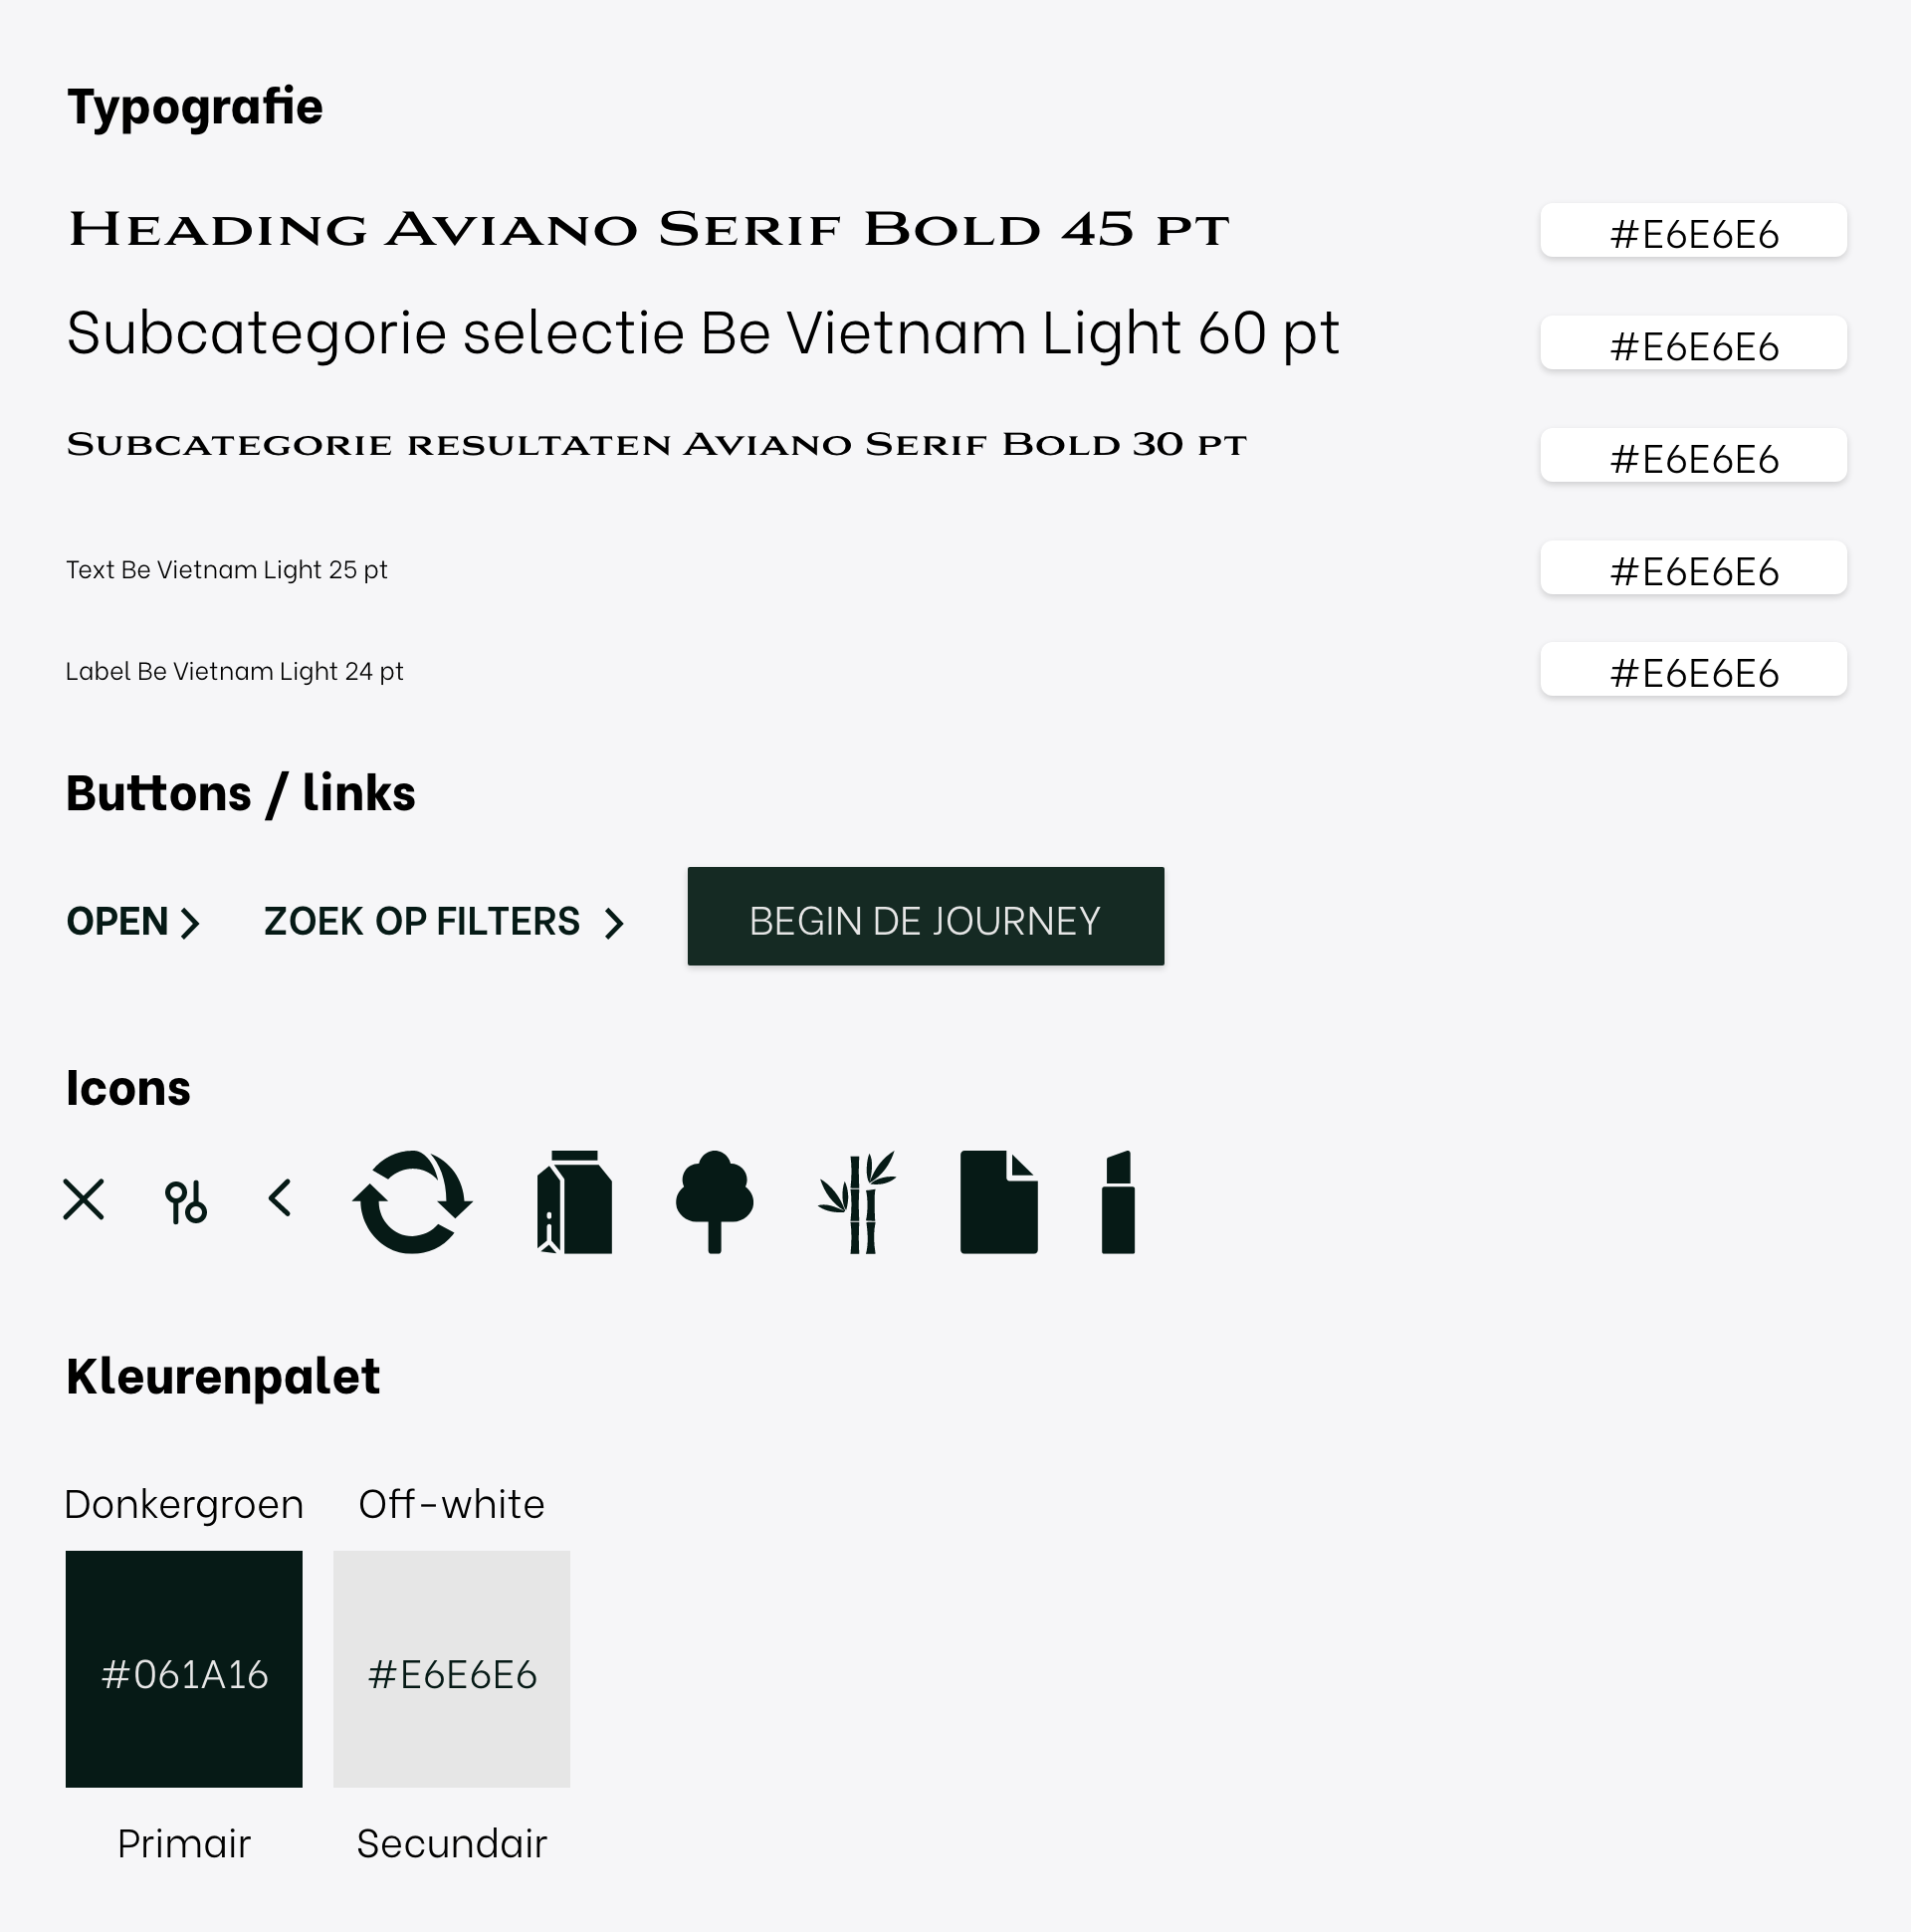 Typografie
Heading Aviano Serif Bold 45 pt
#E6E6E6
Subcategorie selectie Be Vietnam Light 60 pt
#E6E6E6
Subcategorie resultaten Aviano Serif Bold 30 pt
#E6E6E6
Text Be Vietnam Light 25 pt
#E6E6E6
Label Be Vietnam Light 24 pt
#E6E6E6
Buttons / links
OPEN
ZOEK OP FILTERS
BEGIN DE JOURNEY
Icons
Kleurenpalet
Donkergroen
Off-white
#061A16
#E6E6E6
Primair
Secundair